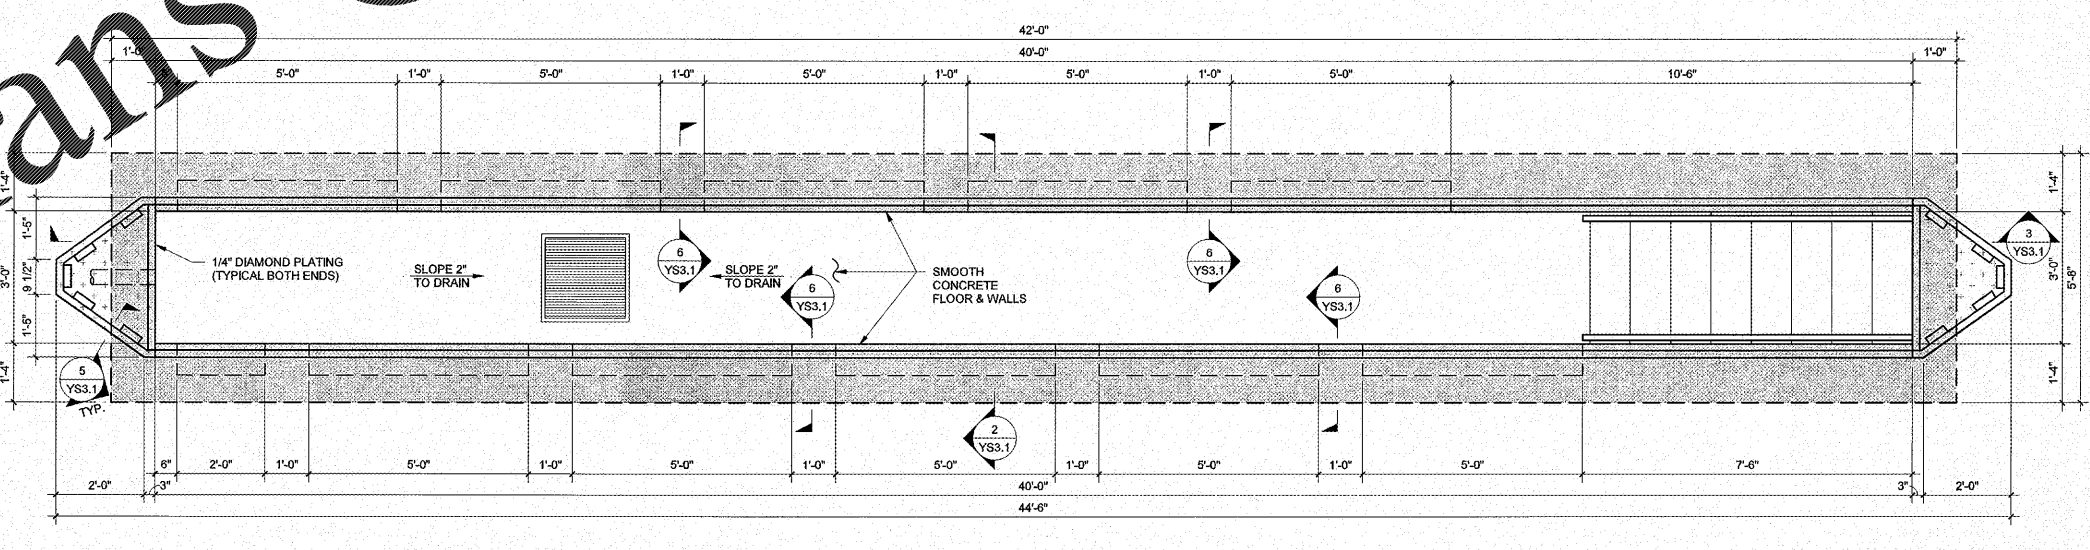 ans
42'-0"
1'-0"
40'-0"
1'-0"
5'-0"
1'-0"
5'-0"
1'-0"
5'-0"
1'-0"
5'-0"
1'-0"
5'-0"
10'-6"
1'-4"
1'-5"
3'-0"
9 1/2"
1'-5"
1'-4"
1/4" DIAMOND PLATING
(TYPICAL BOTH ENDS)
SLOPE 2"
TO DRAIN
6
YS3.1
SLOPE 2"
TO DRAIN
6
YS3.1
SMOOTH
CONCRETE
FLOOR & WALLS
YS3.1
6
YS3.1
3
YS3.1
1'-4"
3'-0"
5'-8"
1'-4"
5
YS3.1
TYP.
2
YS3.1
6"
2'-0"
1'-0"
5'-0"
1'-0"
5'-0"
1'-0"
5'-0"
1'-0"
5'-0"
1'-0"
5'-0"
7'-6"
2'-0"
3"
40'-0"
3"
2'-0"
44'-6"